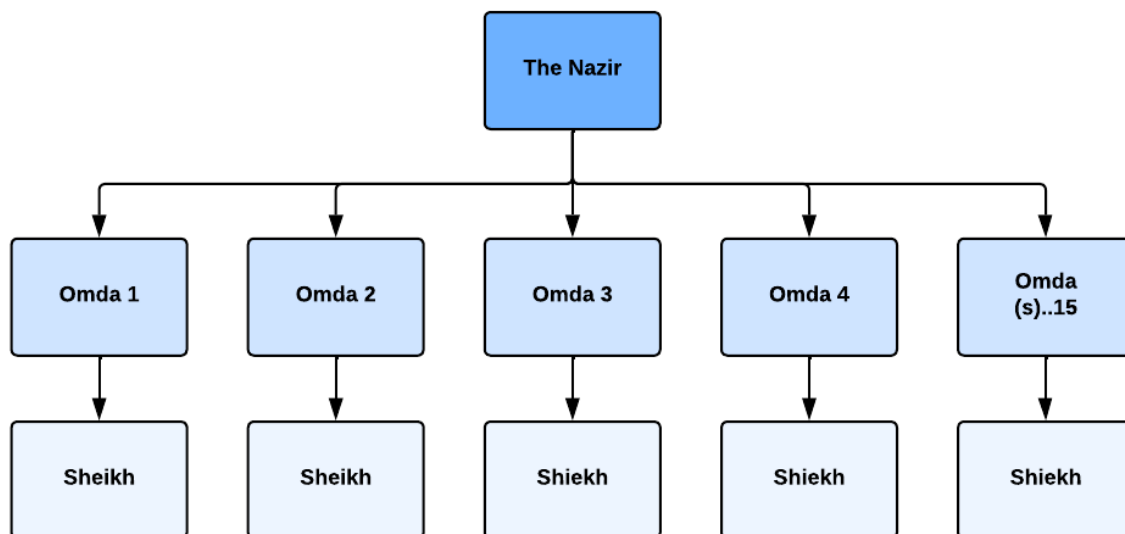 The Nazir
Omda 1
Omda 2
Omda 3
Omda 4
Omda
(s)..15
Sheikh
Sheikh
Shiekh
Shiekh
Shiekh